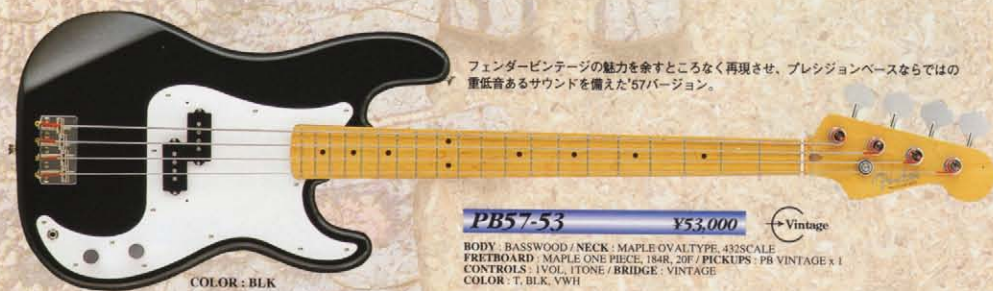 フェンダービンテージの魅力を余すところなく再現させ、プレシジョンベースならではの
重低音あるサウンドを備えた'57バージョン。
PB57-53 ¥53,000 Vintage
BODY : BASSWOOD / NECK : MAPLE OVALTYPE, 432SCALE
FRETBOARD : MAPLE ONE PIECE, 184R, 20F / PICKUPS : PB VINTAGE x 1
CONTROLS : 1VOL, 1TONE / BRIDGE : VINTAGE
COLOR : T, BLK, VWH
COLOR : BLK